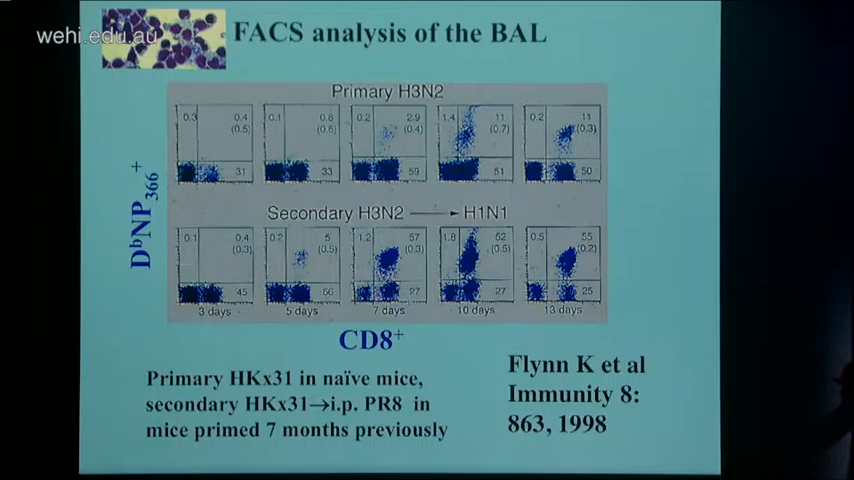 wehi.edu.au
FACS analysis of the BAL
Primary H3N2
0.3 0.4 0.1 0.8 0.2 2.9 1.4 11 0.2 11
(0.5) (0.6) (0.4) (0.7) (0.3)
31 33 59 51 50
DᵇNP₃₆₆⁺
Secondary H3N2 → H1N1
0.1 0.4 0.2 5 1.2 57 1.8 62 0.5 55
(0.3) (0.5) (0.3) (0.5) (0.2)
45 66 27 27 25
3 days 5 days 7 days 10 days 13 days
CD8⁺
Primary HKx31 in naïve mice,
secondary HKx31→i.p. PR8 in
mice primed 7 months previously
Flynn K et al
Immunity 8:
863, 1998